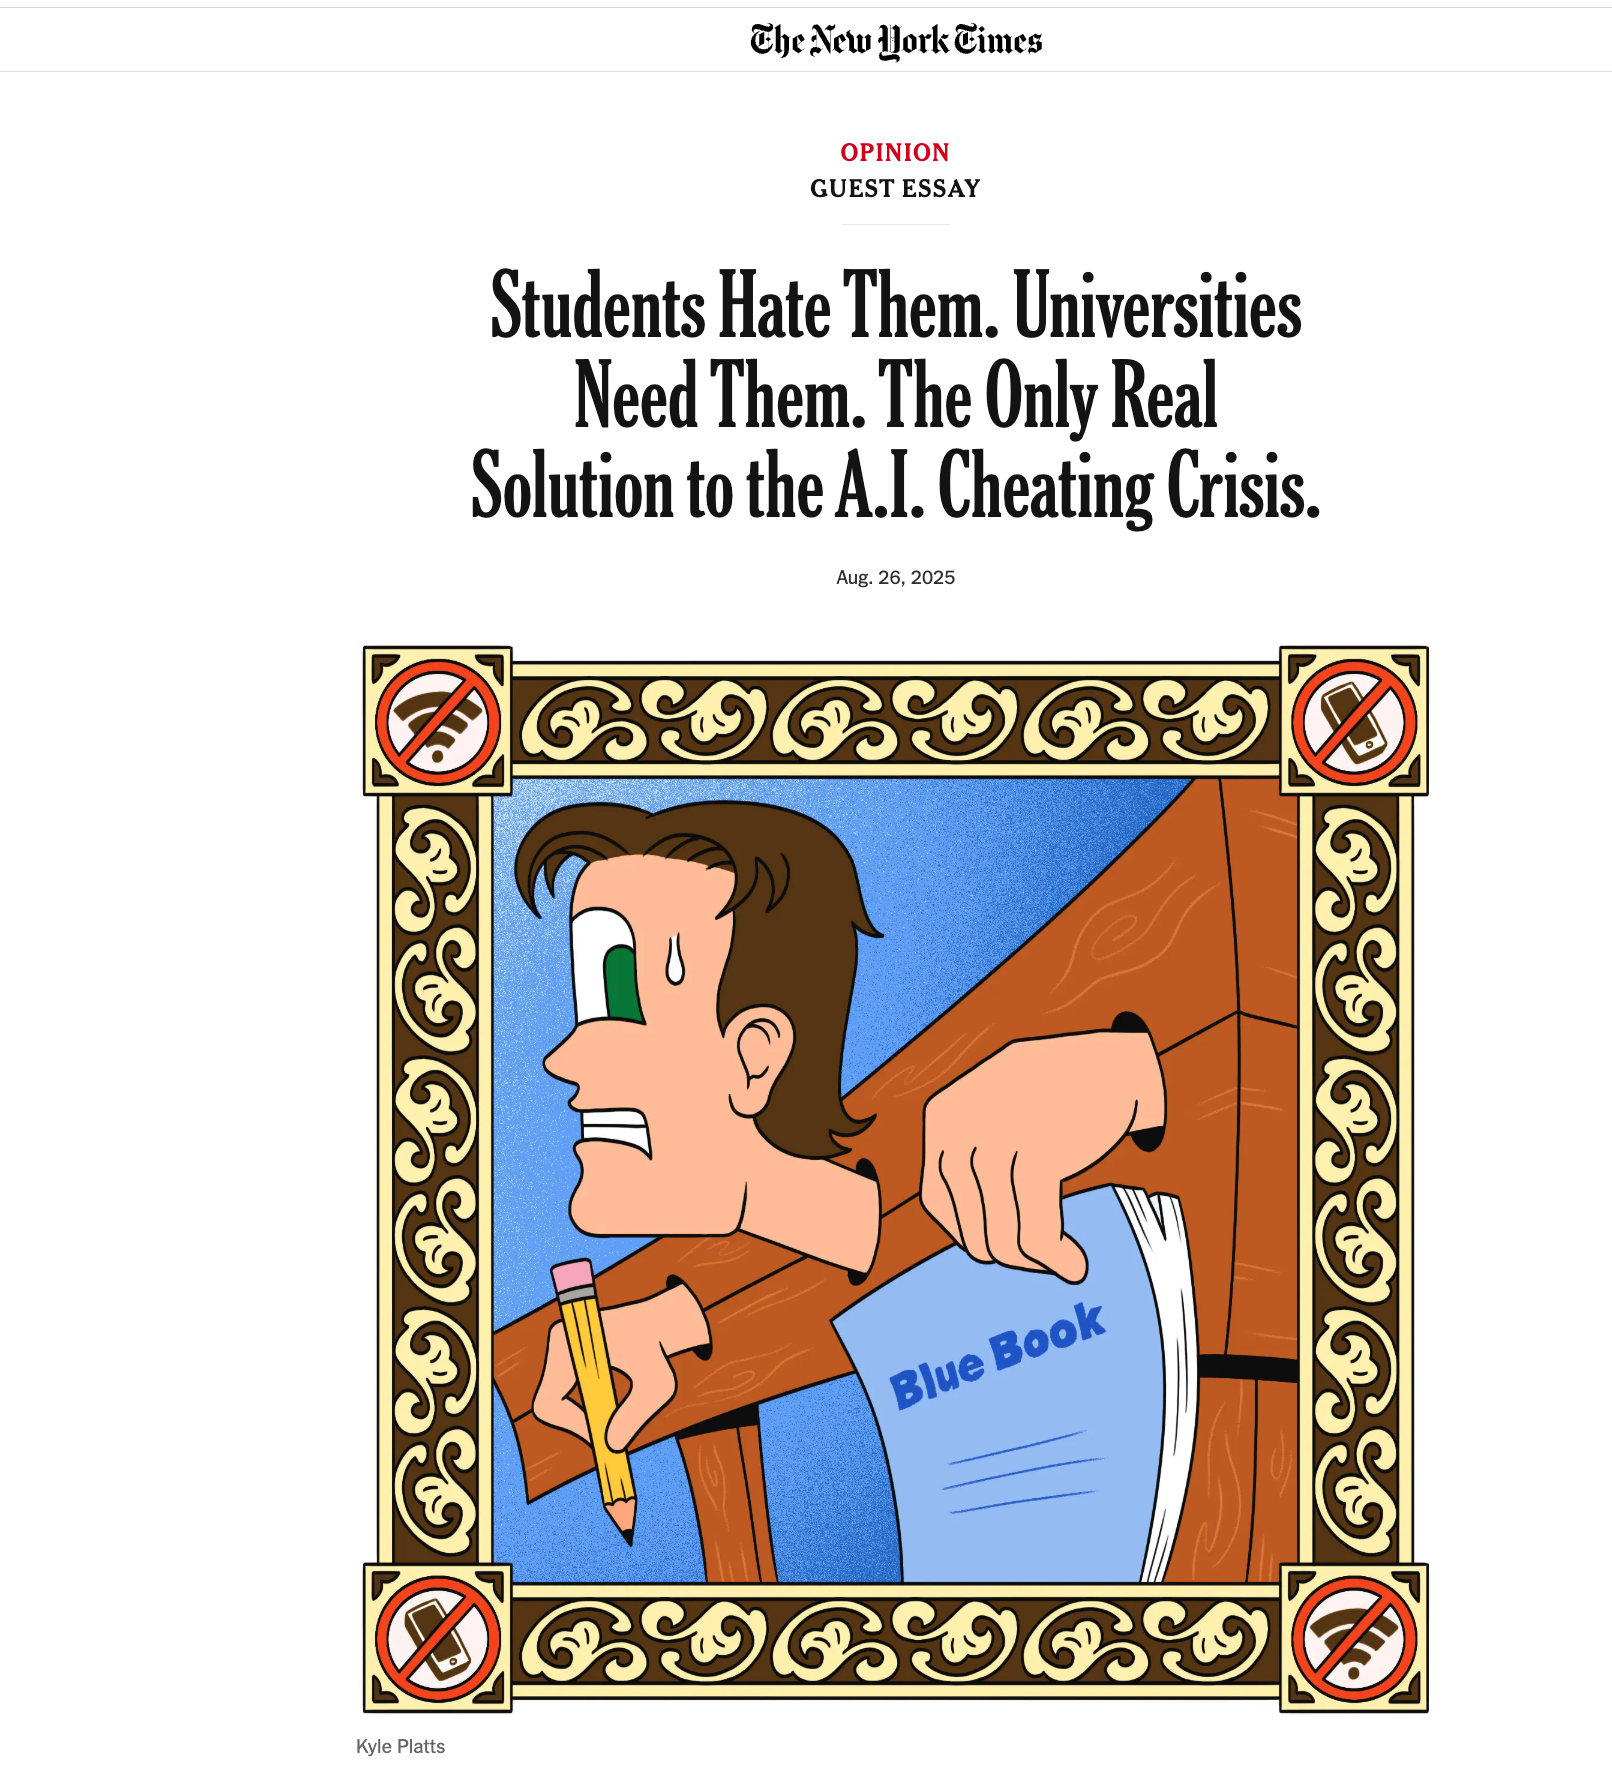 The New York Times
OPINION
GUEST ESSAY
Students Hate Them. Universities
Need Them. The Only Real
Solution to the A.I. Cheating Crisis.
Aug. 26, 2025
Blue Book
Kyle Platts